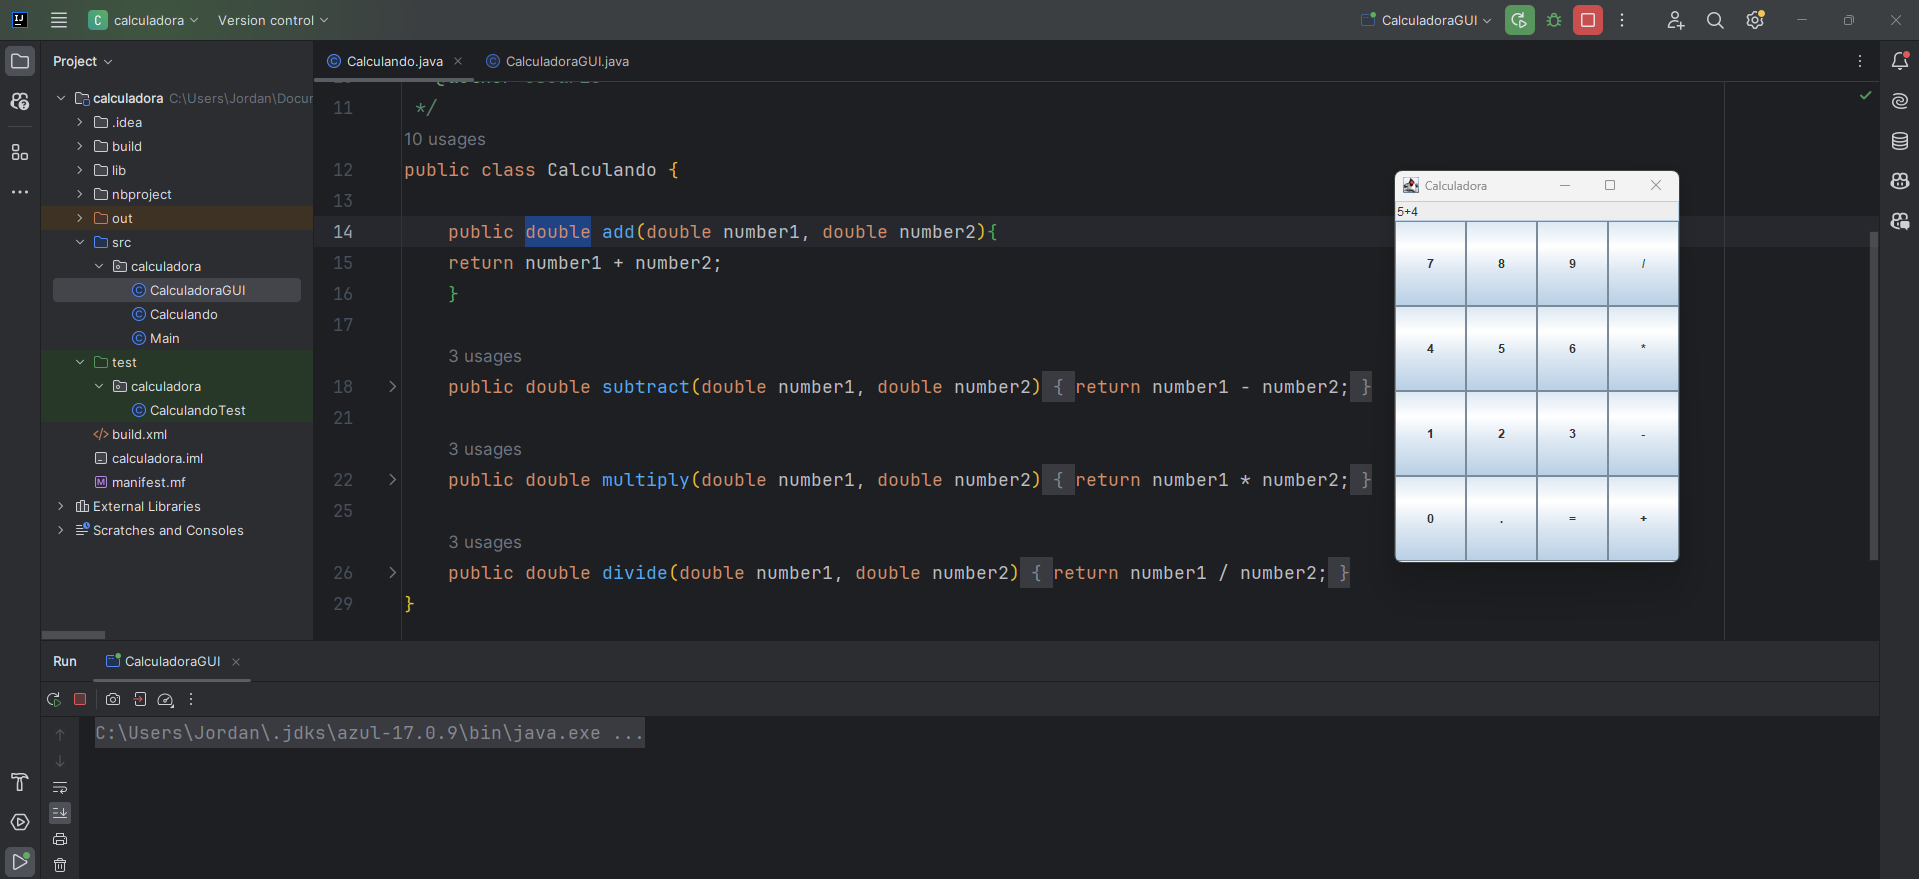 calculadora
Version control
CalculadoraGUI
Project
calculadora C:\Users\Jordan\Docur
.idea
build
lib
nbproject
out
src
calculadora
CalculadoraGUI
Calculando
Main
test
calculadora
CalculandoTest
build.xml
calculadora.iml
manifest.mf
External Libraries
Scratches and Consoles
Calculando.java
CalculadoraGUI.java
11 */
10 usages
12 public class Calculando {
13
14 public double add(double number1, double number2){
15 return number1 + number2;
16 }
17
3 usages
18 public double subtract(double number1, double number2) { return number1 - number2; }
21
3 usages
22 public double multiply(double number1, double number2) { return number1 * number2; }
25
3 usages
26 public double divide(double number1, double number2) { return number1 / number2; }
29 }
Calculadora
5+4
7 8 9 /
4 5 6 *
1 2 3 -
0 . = +
Run
CalculadoraGUI
C:\Users\Jordan\.jdks\azul-17.0.9\bin\java.exe ...